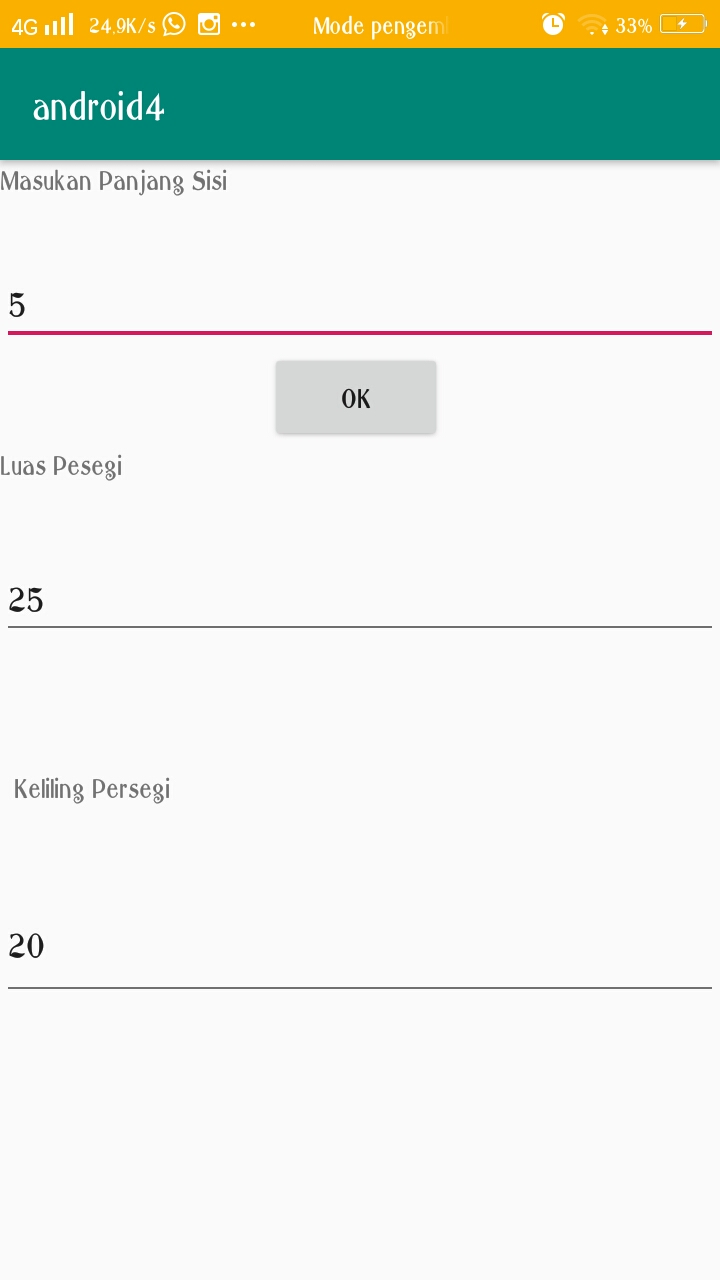 4G 24,9K/s Mode pengem 33%
android4
Masukan Panjang Sisi
5
OK
Luas Pesegi
25
Keliling Persegi
20